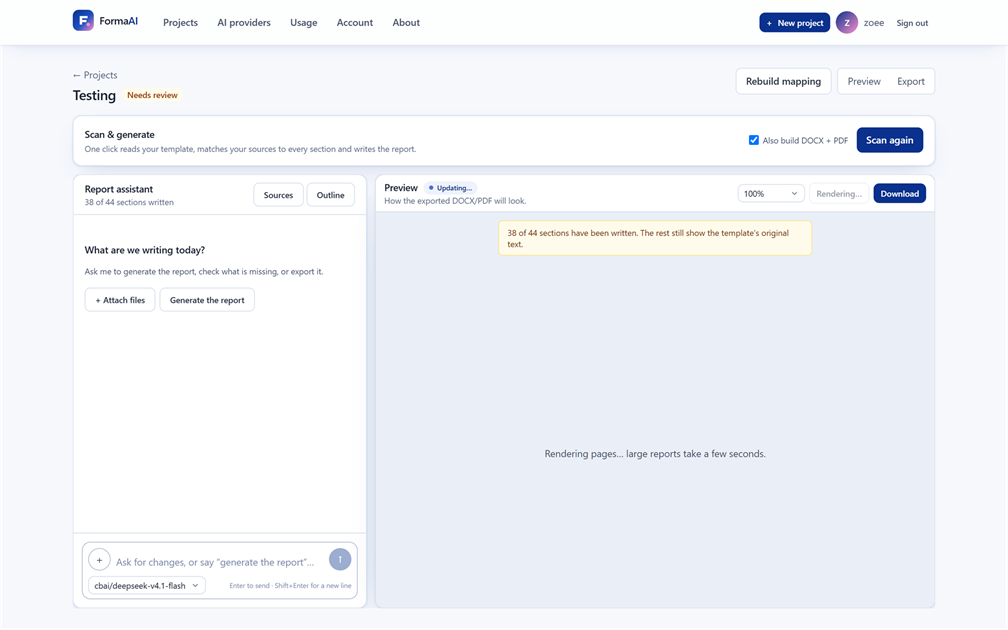 F.
FormaAI
Projects
AI providers
Usage
Account
About
+ New project
Z
zoee
Sign out
← Projects
Testing
Needs review
Rebuild mapping
Preview
Export
Scan & generate
One click reads your template, matches your sources to every section and writes the report.
Also build DOCX + PDF
Scan again
Report assistant
38 of 44 sections written
Sources
Outline
What are we writing today?
Ask me to generate the report, check what is missing, or export it.
+ Attach files
Generate the report
+
Ask for changes, or say "generate the report"...
↑
cbai/deepseek-v4.1-flash
Enter to send · Shift+Enter for a new line
Preview
Updating...
How the exported DOCX/PDF will look.
100%
Rendering...
Download
38 of 44 sections have been written. The rest still show the template's original
text.
Rendering pages... large reports take a few seconds.